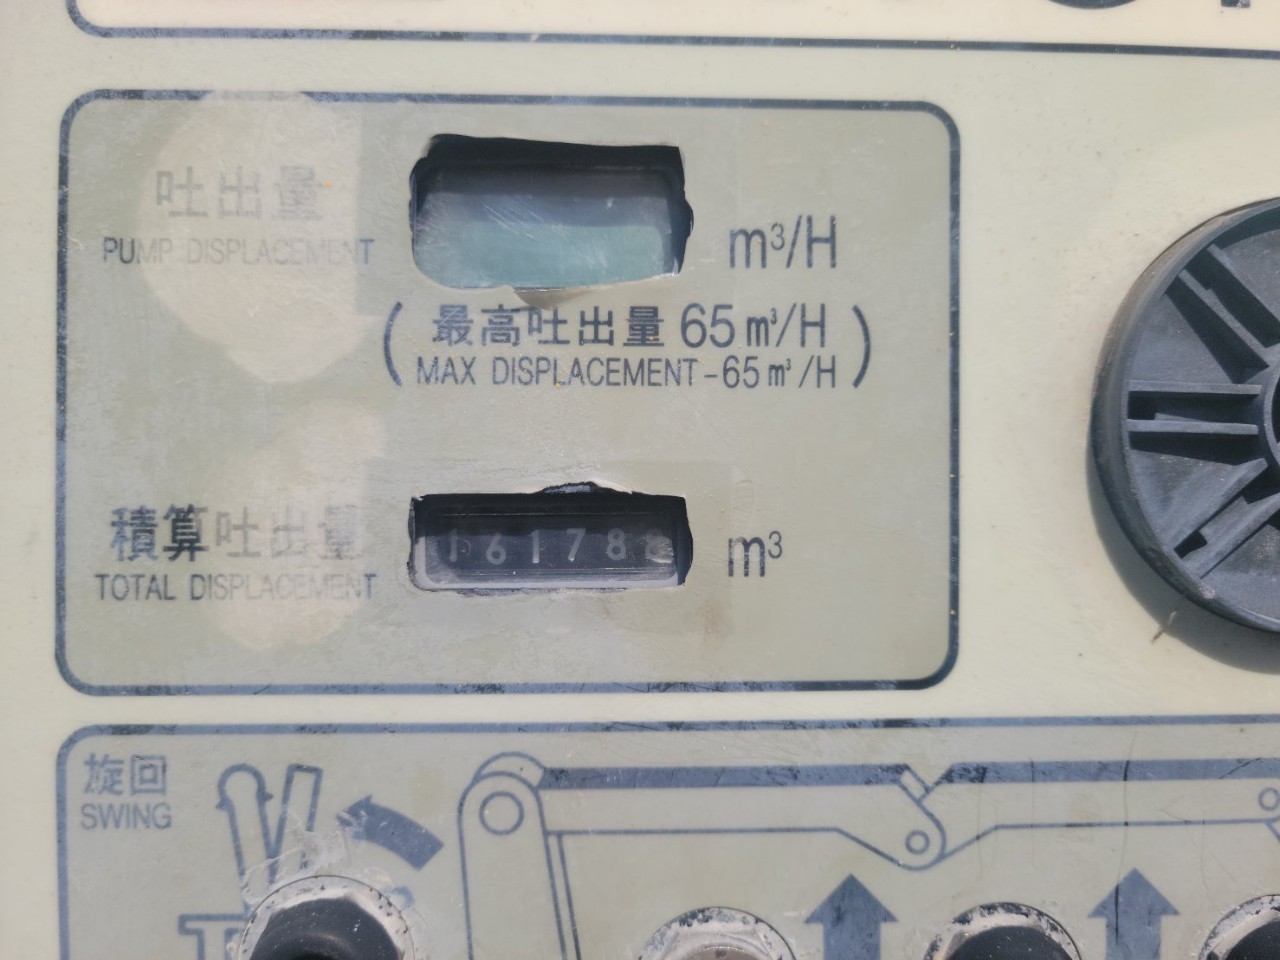 吐出量
PUMP DISPLACEMENT
m³/H
(最高吐出量 65m³/H)
(MAX DISPLACEMENT-65m³/H)
積算吐出量
TOTAL DISPLACEMENT
16178
m³
旋回
SWING